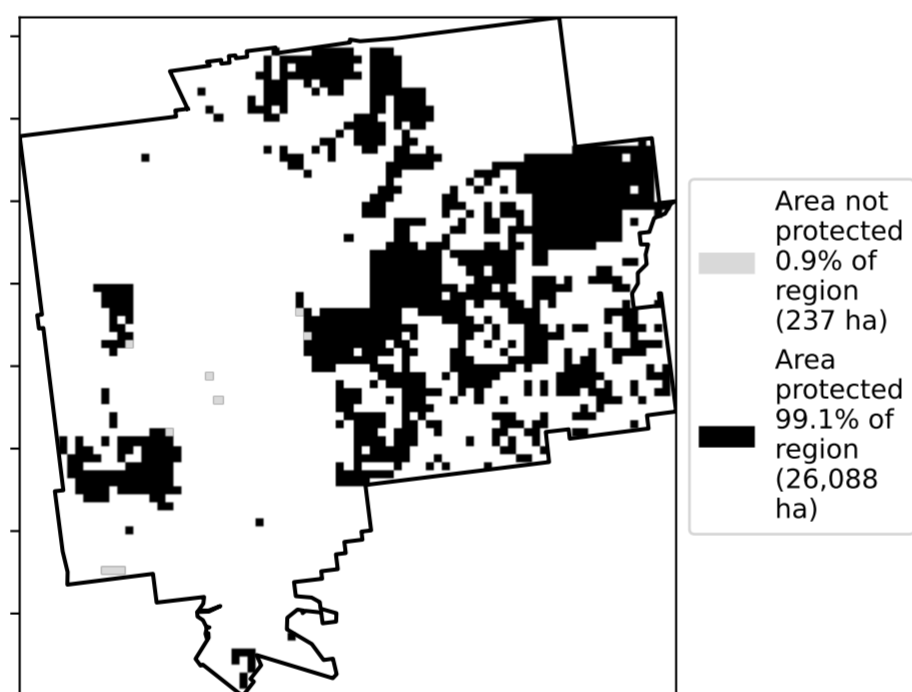 Area not
protected
0.9% of
region
(237 ha)
Area
protected
99.1% of
region
(26,088
ha)